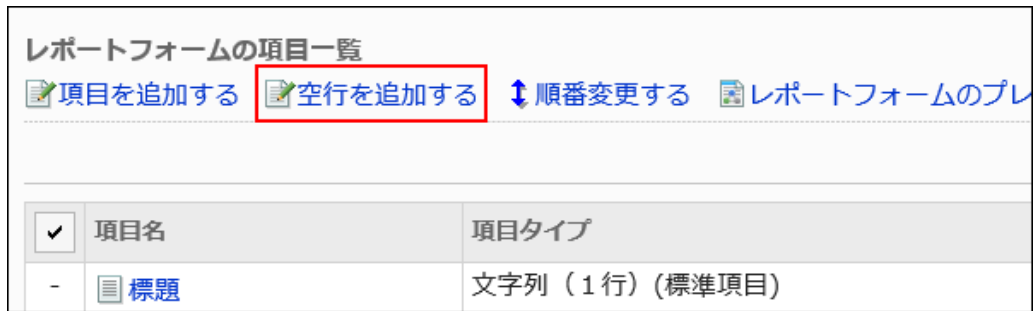 レポートフォームの項目一覧
項目を追加する 空行を追加する 順番変更する レポートフォームのプレ
項目名 項目タイプ
- 標題 文字列（1行）(標準項目)